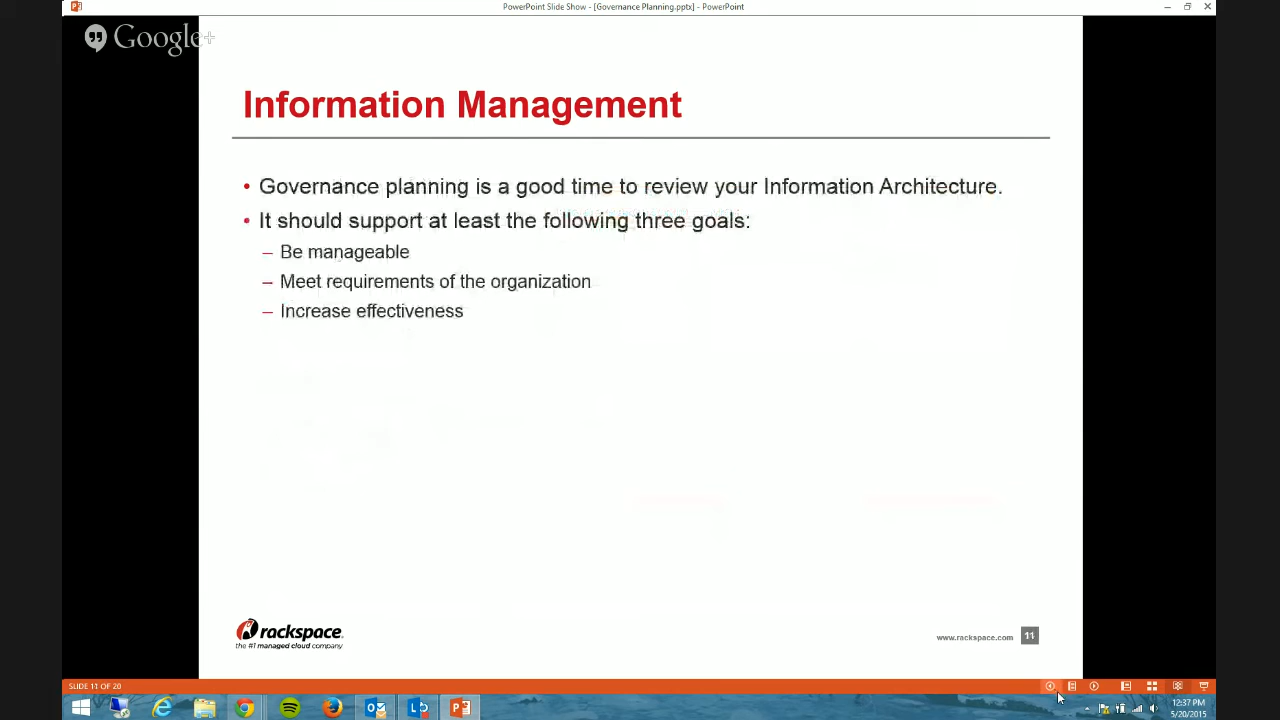 PowerPoint Slide Show - [Governance Planning.pptx] - PowerPoint
Google+
Information Management
• Governance planning is a good time to review your Information Architecture.
• It should support at least the following three goals:
– Be manageable
– Meet requirements of the organization
– Increase effectiveness
rackspace.
the #1 managed cloud company
www.rackspace.com 11
SLIDE 11 OF 20
12:37 PM
5/20/2015